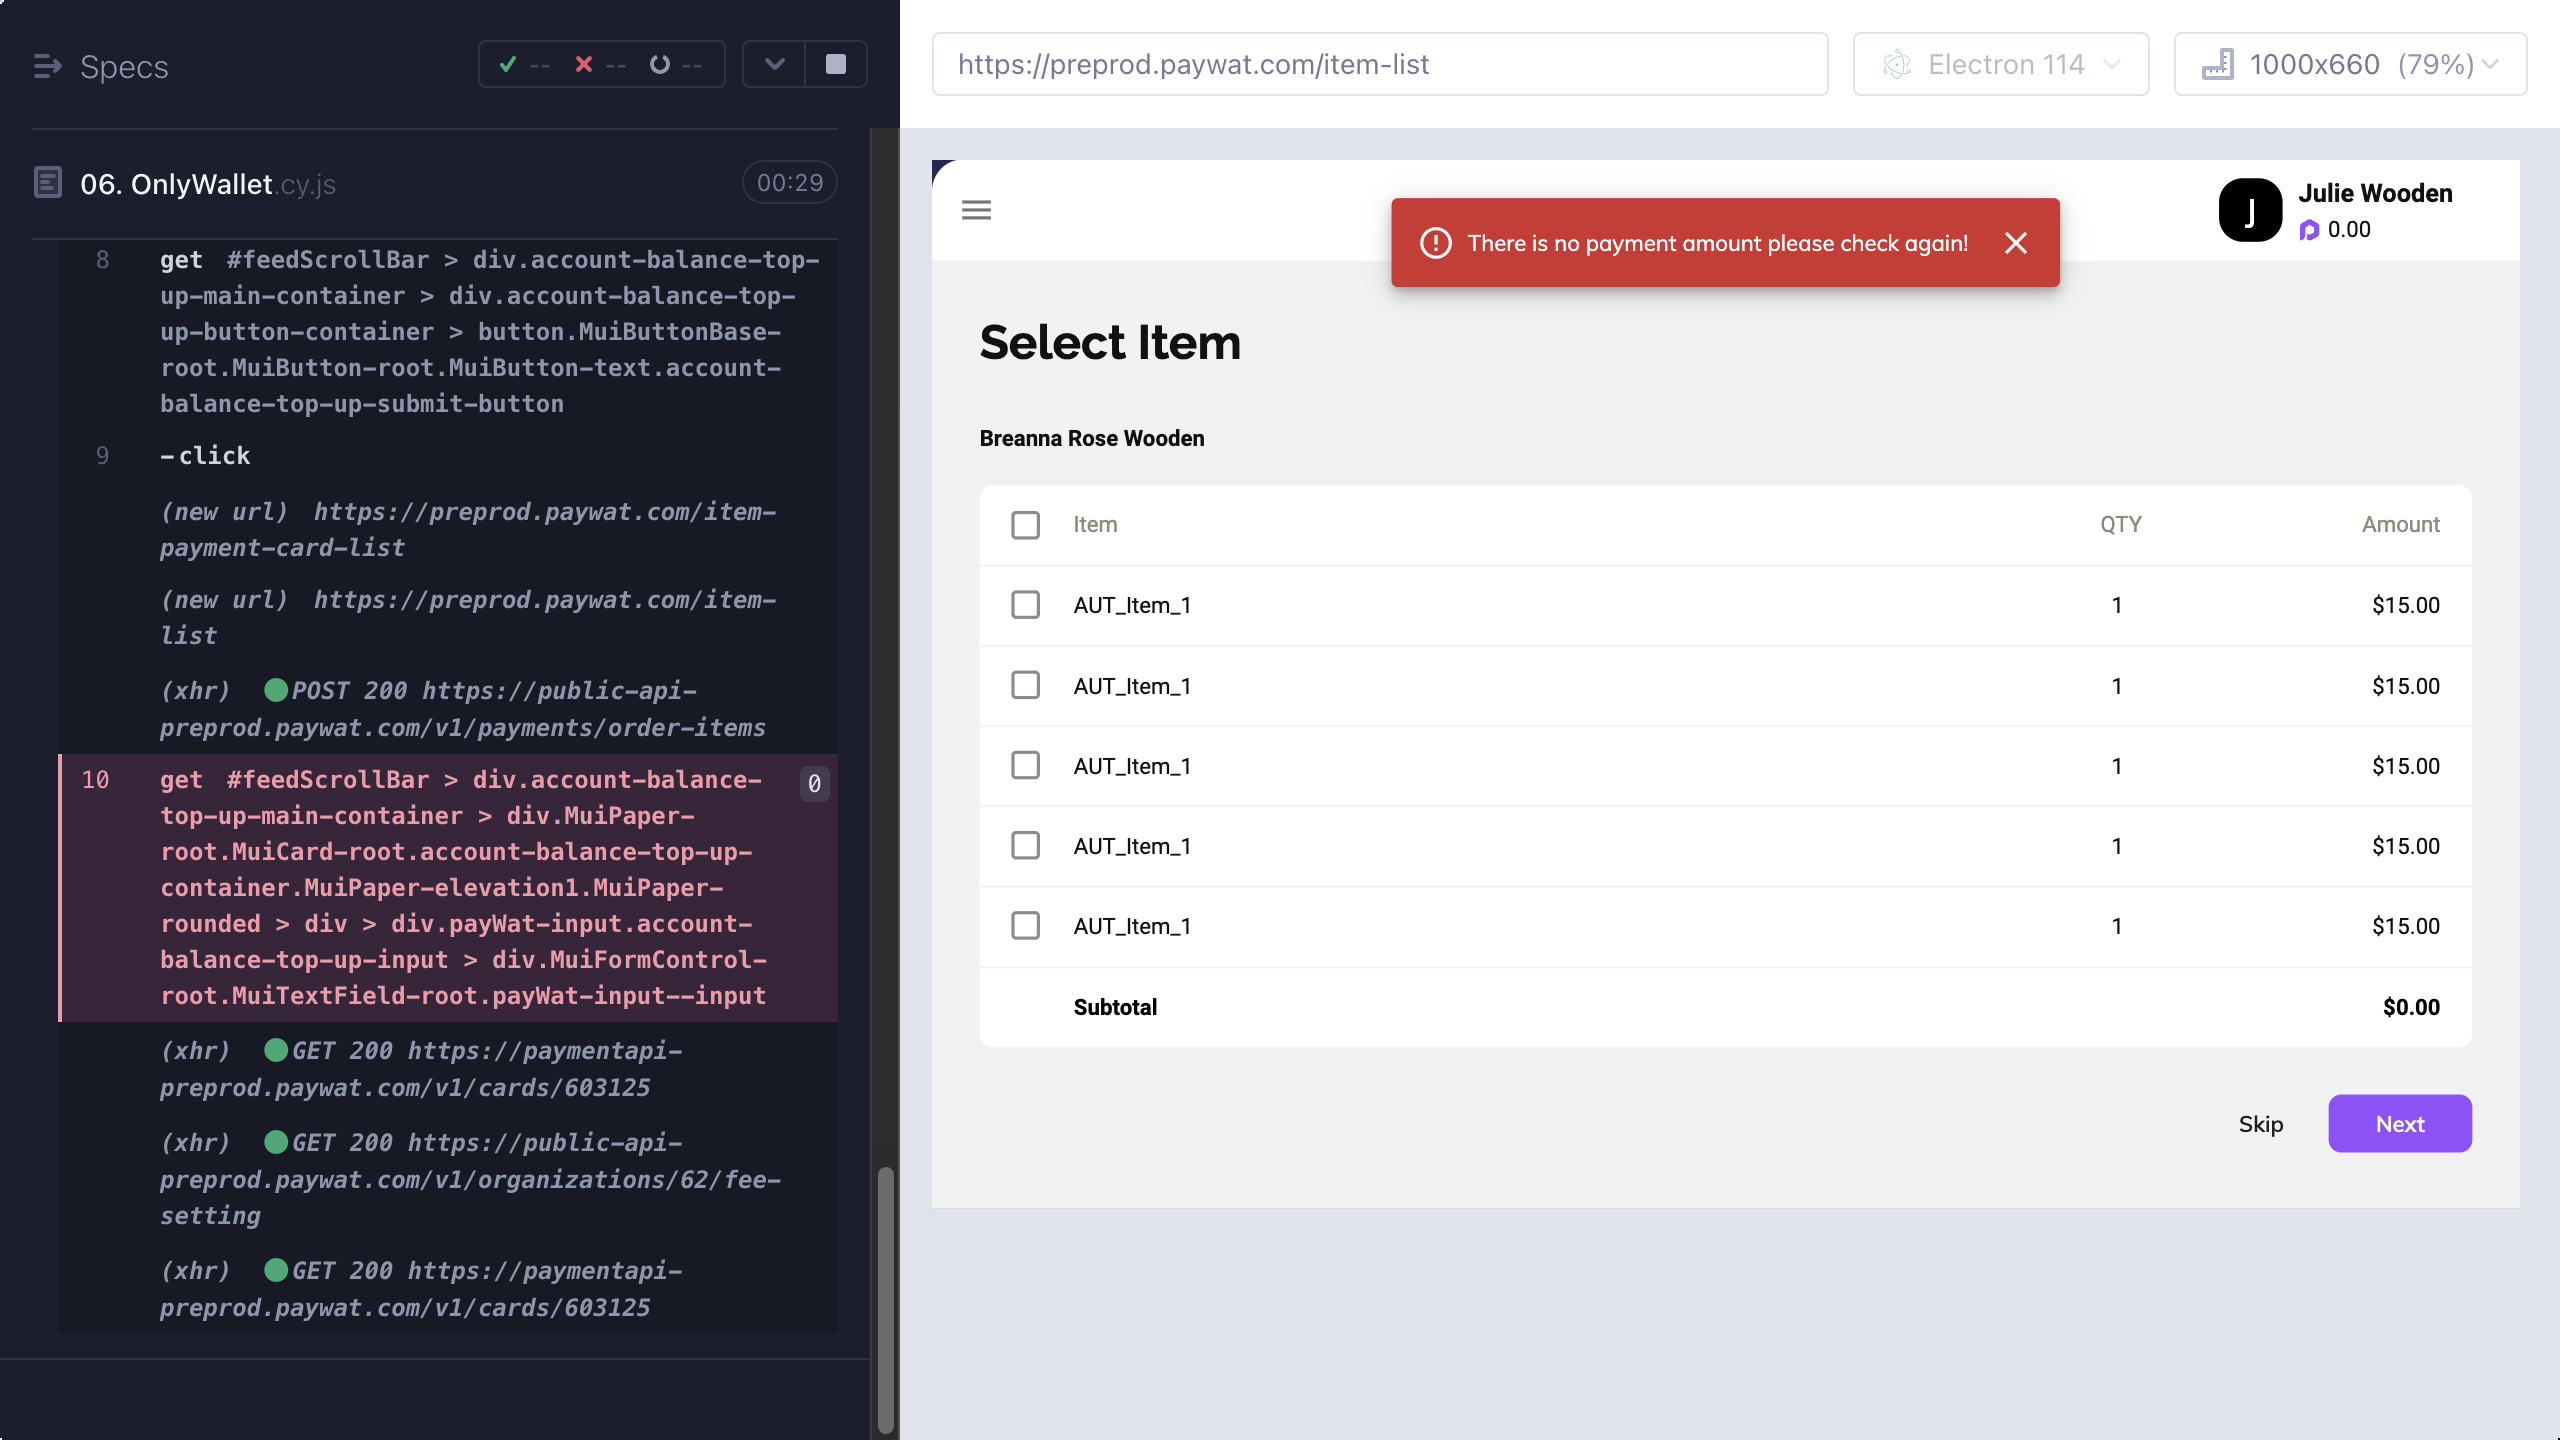 Specs
-- -- --
06. OnlyWallet.cy.js
00:29
8 get #feedScrollBar > div.account-balance-top-
up-main-container > div.account-balance-top-
up-button-container > button.MuiButtonBase-
root.MuiButton-root.MuiButton-text.account-
balance-top-up-submit-button
9 -click
(new url) https://preprod.paywat.com/item-
payment-card-list
(new url) https://preprod.paywat.com/item-
list
(xhr) POST 200 https://public-api-
preprod.paywat.com/v1/payments/order-items
10 get #feedScrollBar > div.account-balance- 0
top-up-main-container > div.MuiPaper-
root.MuiCard-root.account-balance-top-up-
container.MuiPaper-elevation1.MuiPaper-
rounded > div > div.payWat-input.account-
balance-top-up-input > div.MuiFormControl-
root.MuiTextField-root.payWat-input--input
(xhr) GET 200 https://paymentapi-
preprod.paywat.com/v1/cards/603125
(xhr) GET 200 https://public-api-
preprod.paywat.com/v1/organizations/62/fee-
setting
(xhr) GET 200 https://paymentapi-
preprod.paywat.com/v1/cards/603125
https://preprod.paywat.com/item-list
Electron 114
1000x660 (79%)
J
Julie Wooden
0.00
There is no payment amount please check again!
Select Item
Breanna Rose Wooden
Item QTY Amount
AUT_Item_1 1 $15.00
AUT_Item_1 1 $15.00
AUT_Item_1 1 $15.00
AUT_Item_1 1 $15.00
AUT_Item_1 1 $15.00
Subtotal $0.00
Skip Next